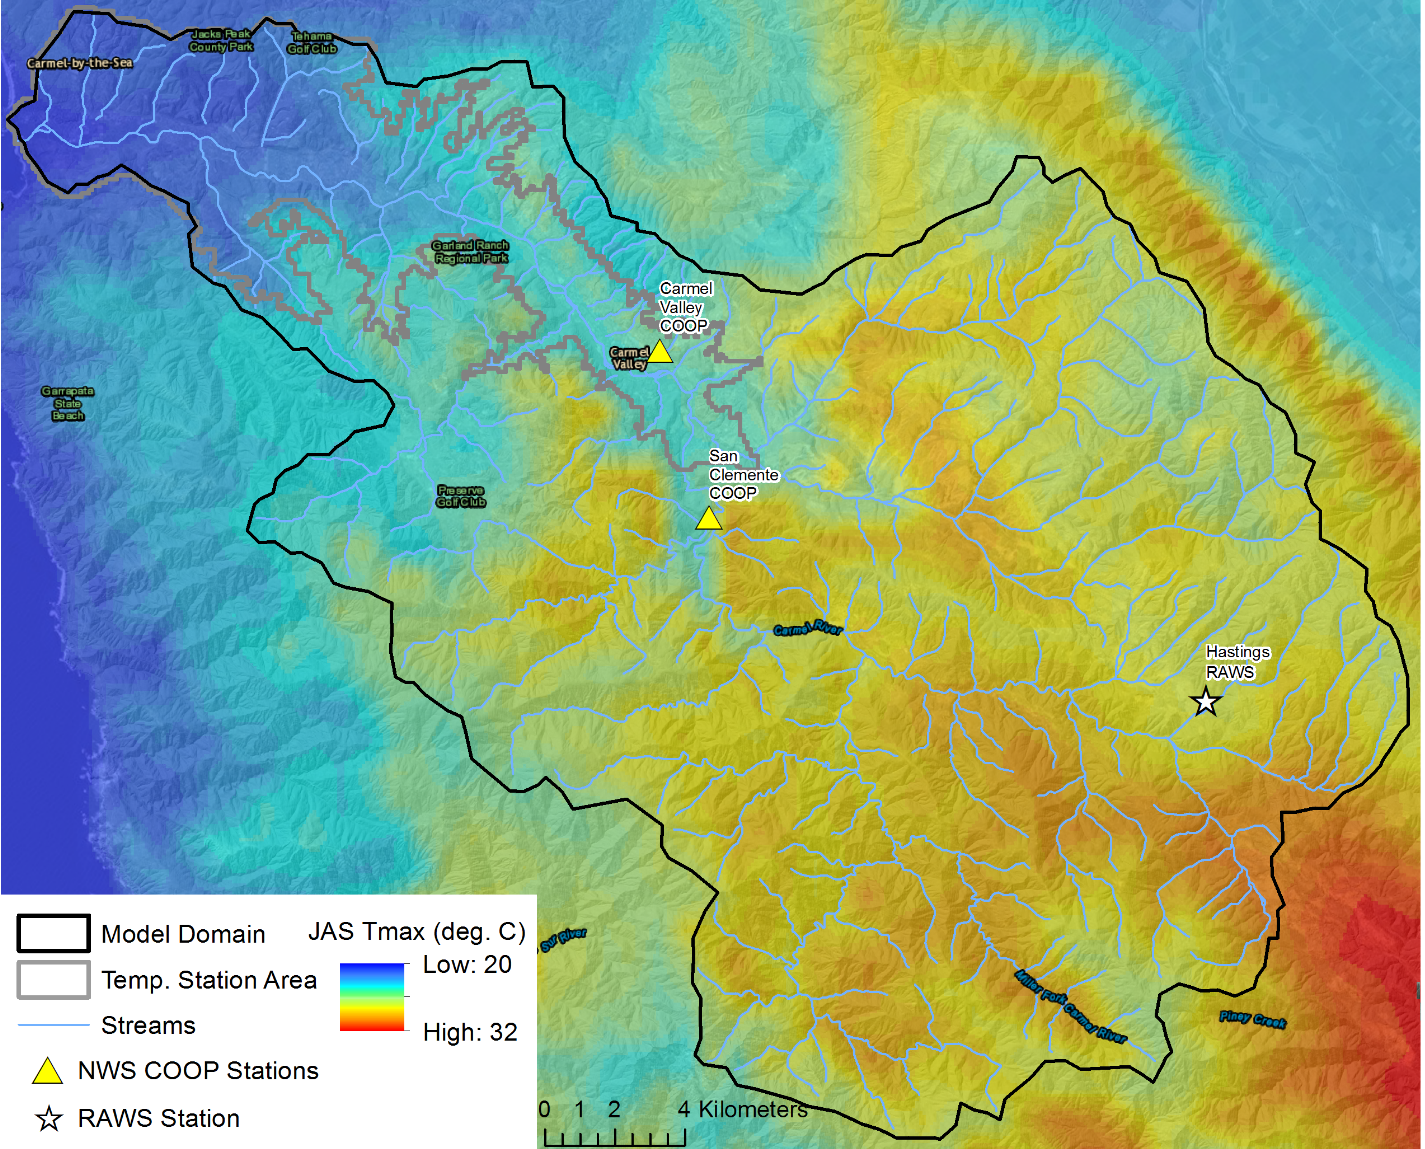 Jacks Peak
County Park
Tehama
Golf Club
Carmel-by-the-Sea
Garland Ranch
Regional Park
Carmel
Valley
COOP
Carmel
Valley
Garrapata
State
Beach
San
Clemente
COOP
Preserve
Golf Club
Carmel River
Hastings
RAWS
Sur River
Miller Fork Carmel River
Piney Creek
Model Domain
Temp. Station Area
Streams
NWS COOP Stations
RAWS Station
JAS Tmax (deg. C)
Low: 20
High: 32
0 1 2 4 Kilometers